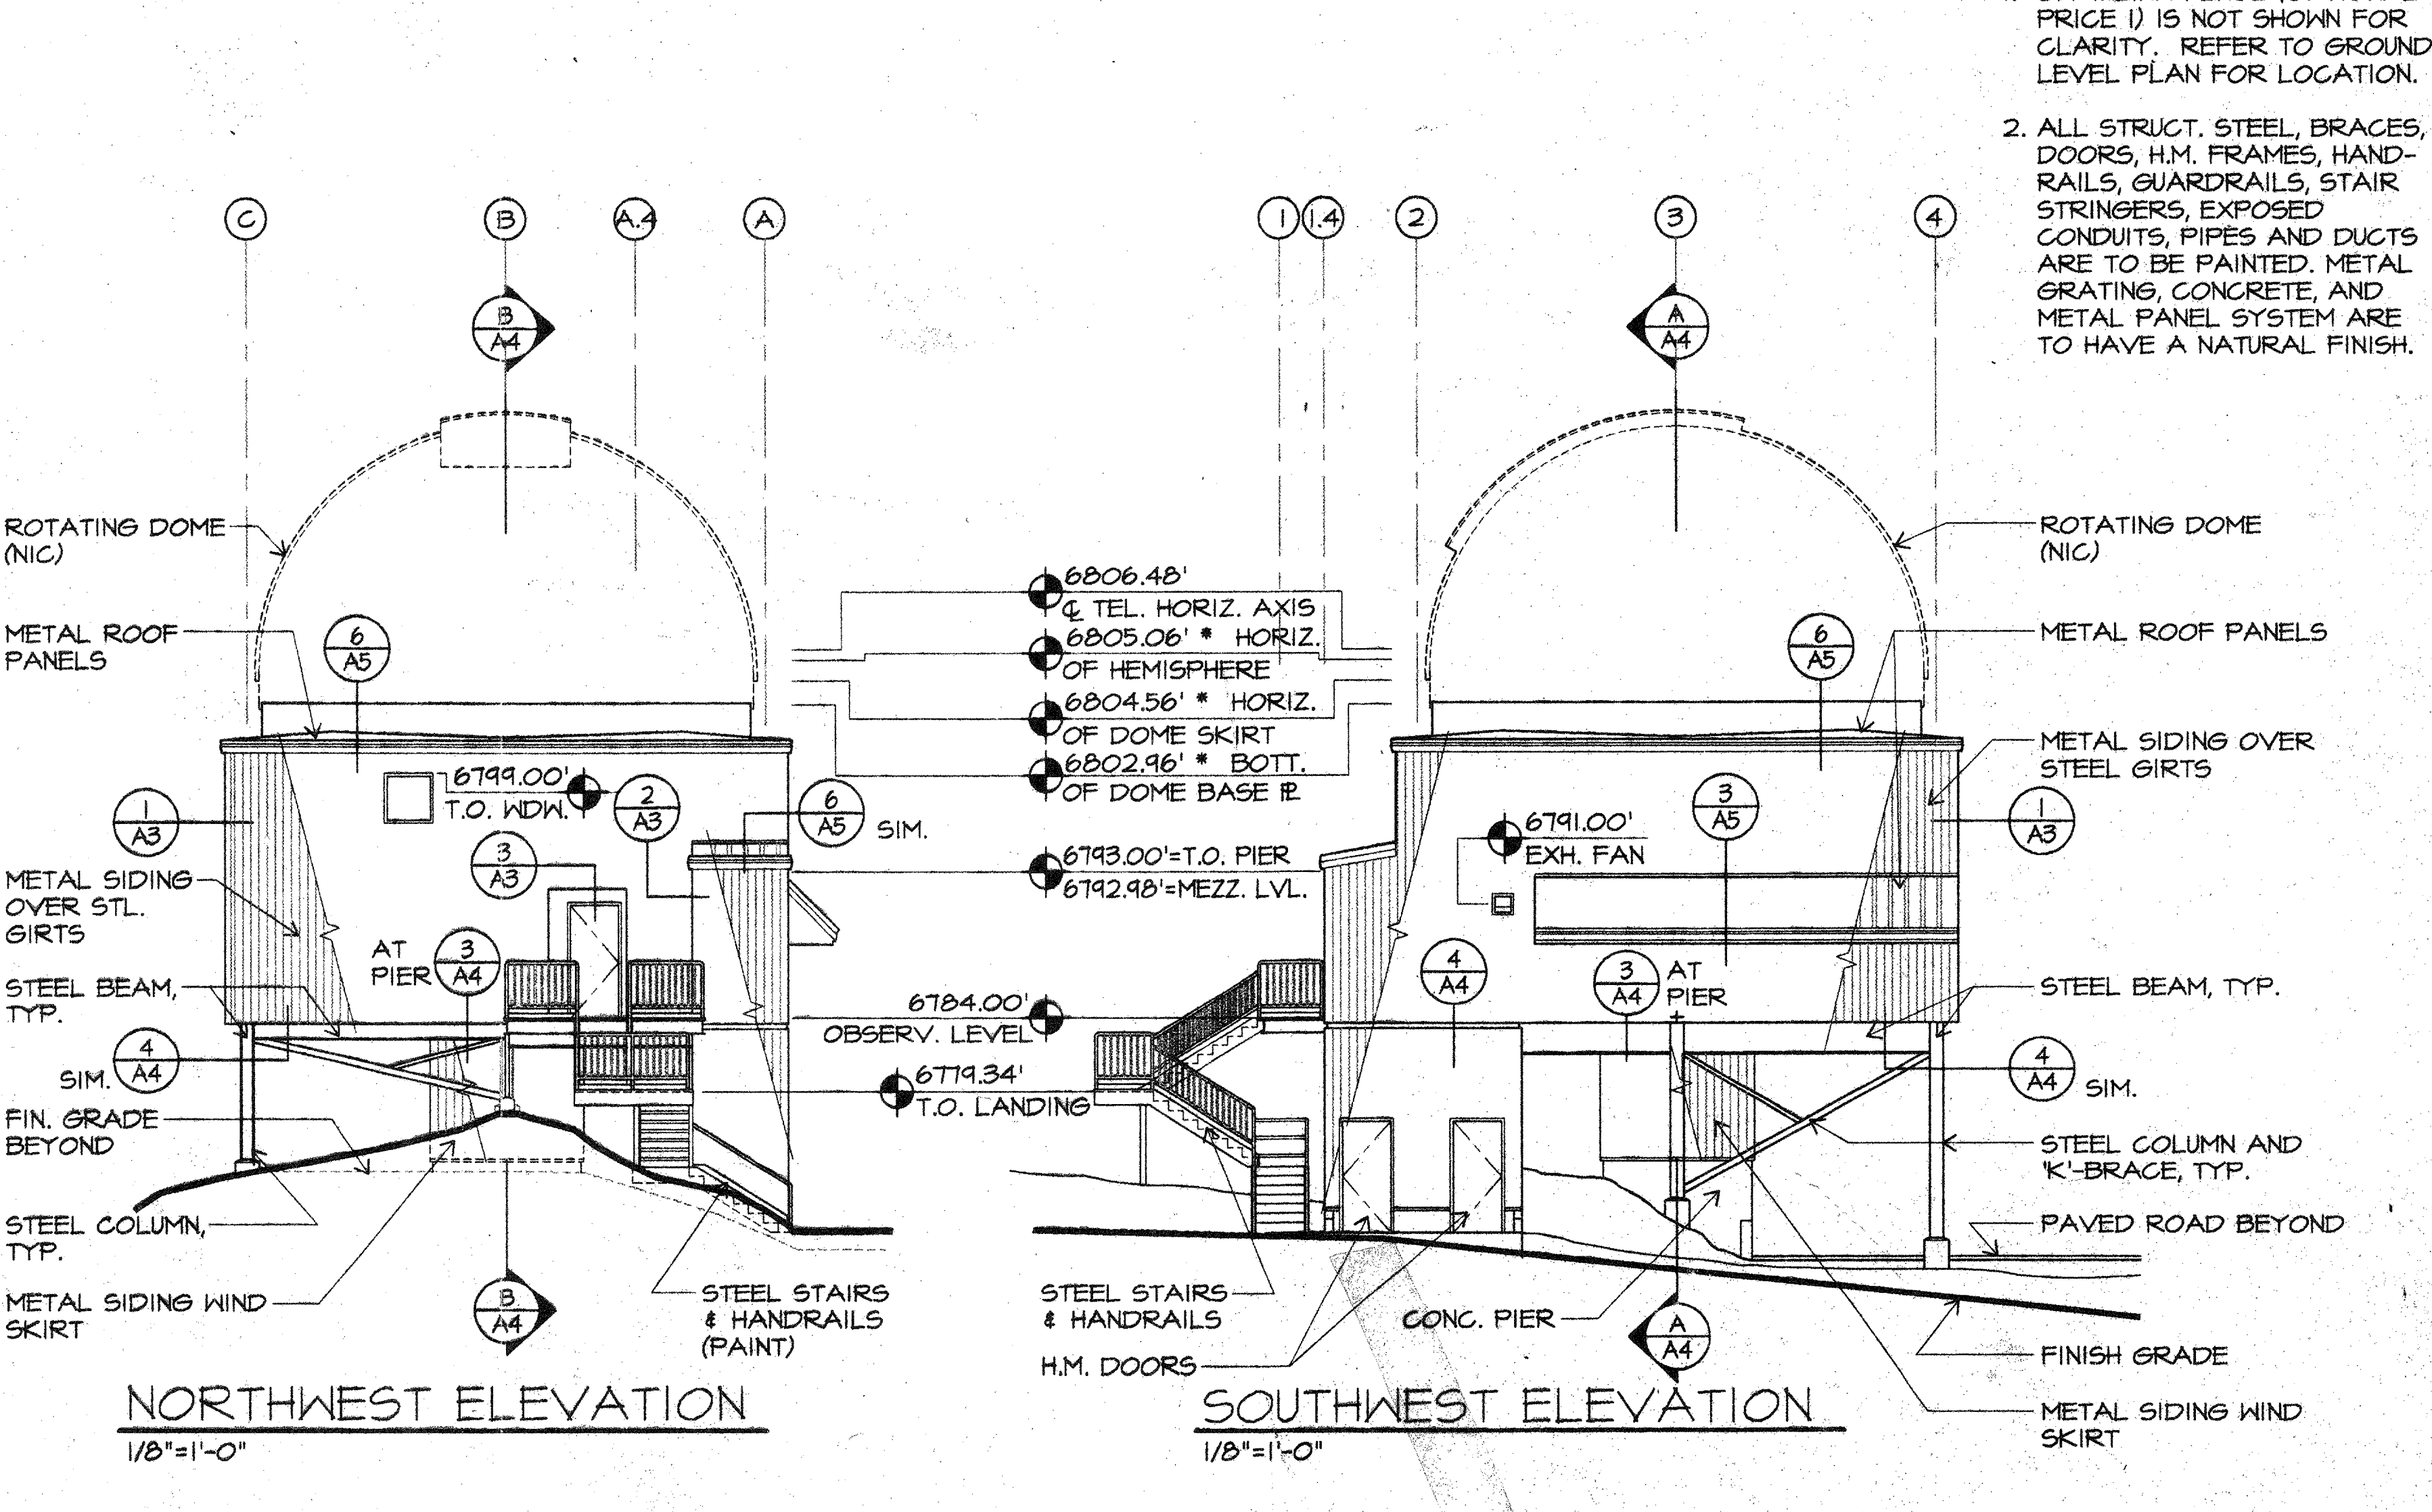 PRICE 1) IS NOT SHOWN FOR
CLARITY. REFER TO GROUND
LEVEL PLAN FOR LOCATION.
2. ALL STRUCT. STEEL, BRACES,
DOORS, H.M. FRAMES, HAND-
RAILS, GUARDRAILS, STAIR
STRINGERS, EXPOSED
CONDUITS, PIPES AND DUCTS
ARE TO BE PAINTED. METAL
GRATING, CONCRETE, AND
METAL PANEL SYSTEM ARE
TO HAVE A NATURAL FINISH.
C
B
A.4
A
1
1.4
2
3
4
B
A4
A
A4
ROTATING DOME
(NIC)
METAL ROOF
PANELS
6
A5
1
A3
METAL SIDING
OVER STL.
GIRTS
STEEL BEAM,
TYP.
SIM.
4
A4
FIN. GRADE
BEYOND
STEEL COLUMN,
TYP.
METAL SIDING WIND
SKIRT
6799.00'
T.O. WDW.
2
A3
3
A3
AT
PIER
3
A4
6
A5
SIM.
B
A4
STEEL STAIRS
& HANDRAILS
(PAINT)
NORTHWEST ELEVATION
1/8"=1'-0"
6806.48'
℄ TEL. HORIZ. AXIS
6805.06' * HORIZ.
OF HEMISPHERE
6804.56' * HORIZ.
OF DOME SKIRT
6802.96' * BOTT.
OF DOME BASE PL
6793.00'=T.O. PIER
6792.98'=MEZZ. LVL.
6784.00'
OBSERV. LEVEL
6779.34'
T.O. LANDING
6791.00'
EXH. FAN
6
A5
3
A5
4
A4
3
A4
AT
PIER
ROTATING DOME
(NIC)
METAL ROOF PANELS
METAL SIDING OVER
STEEL GIRTS
1
A3
STEEL BEAM, TYP.
4
A4
SIM.
STEEL COLUMN AND
'K'-BRACE, TYP.
PAVED ROAD BEYOND
FINISH GRADE
METAL SIDING WIND
SKIRT
STEEL STAIRS
& HANDRAILS
H.M. DOORS
CONC. PIER
A
A4
SOUTHWEST ELEVATION
1/8"=1'-0"